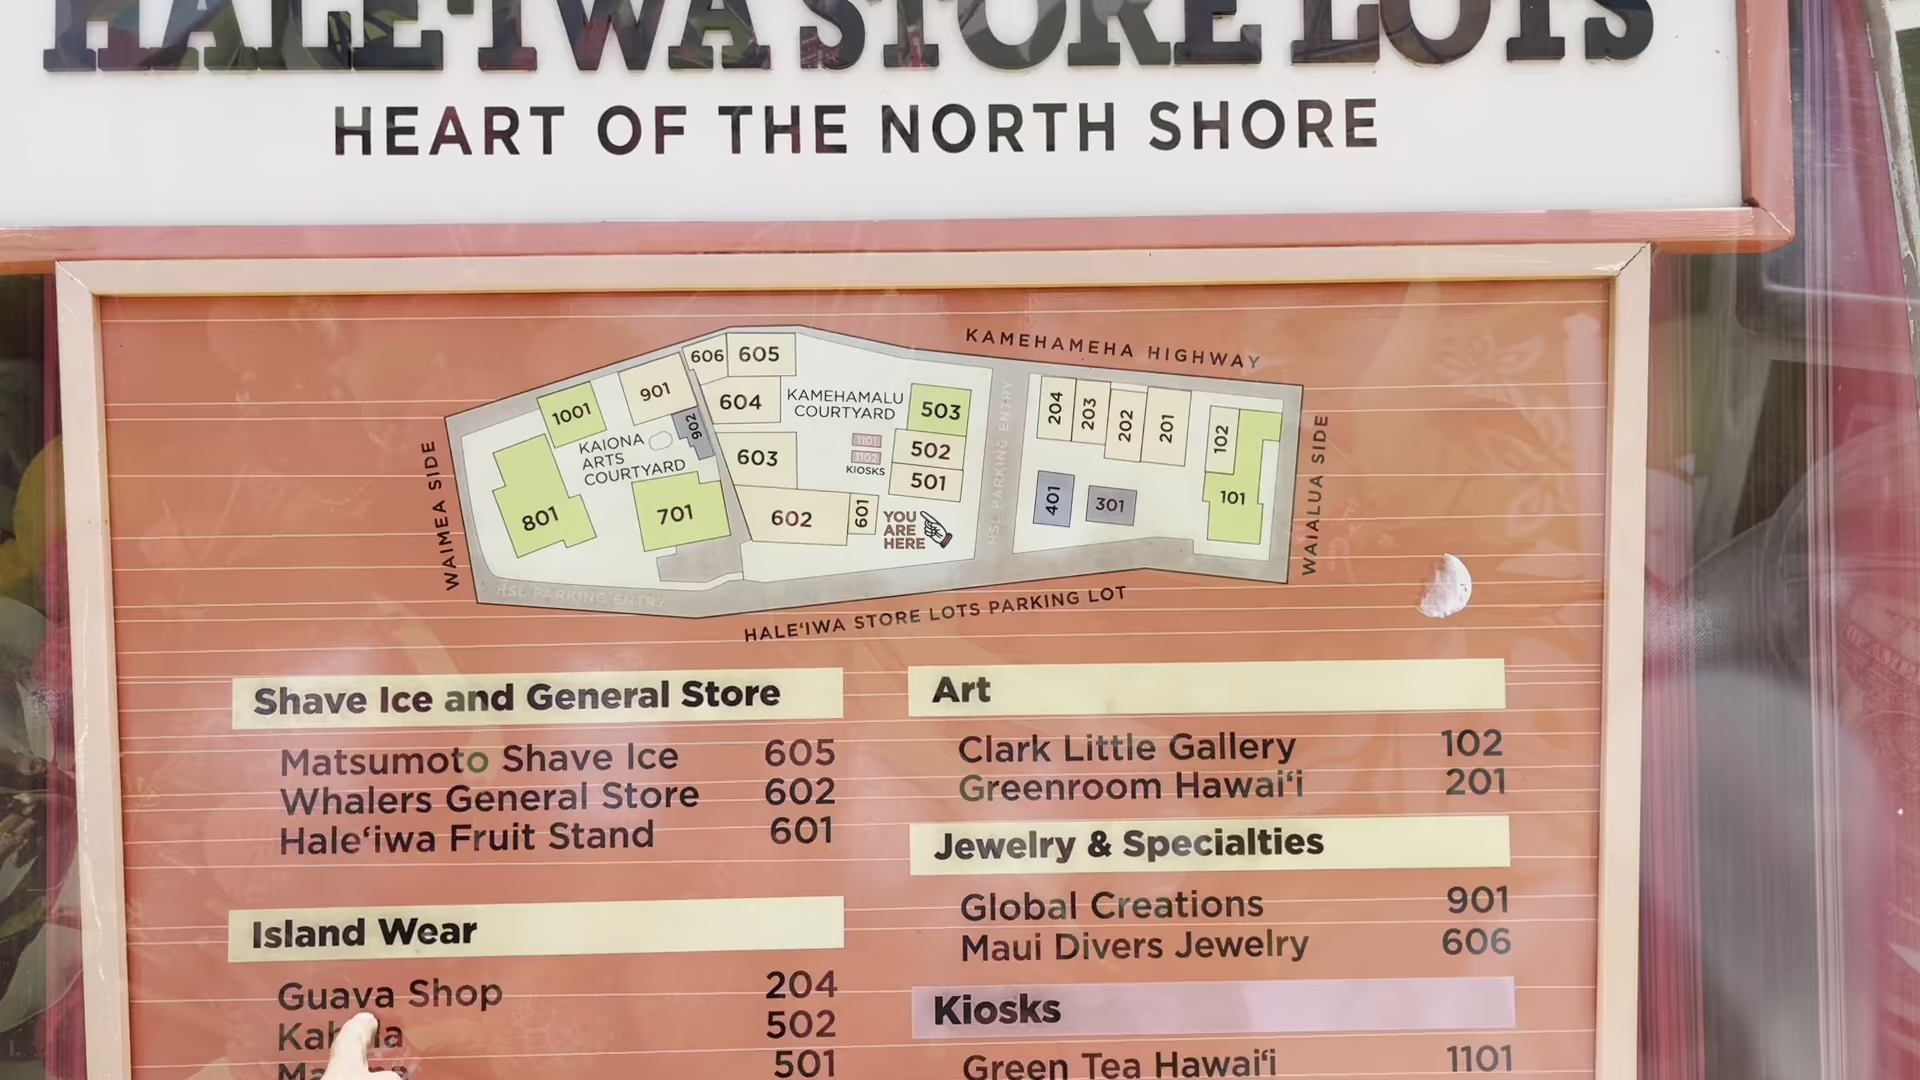 HALE'IWA STORE LOTS
HEART OF THE NORTH SHORE
KAMEHAMEHA HIGHWAY
WAIMEA SIDE
WAIALUA SIDE
1001
901
606
605
604
902
KAMEHAMALU
COURTYARD
503
204
203
202
201
102
KAIONA
ARTS
COURTYARD
603
1101
1102
KIOSKS
502
501
801
701
602
601
YOU
ARE
HERE
HSL PARKING ENTRY
401
301
101
HSL PARKING ENTRY
HALE‘IWA STORE LOTS PARKING LOT
Shave Ice and General Store
Matsumoto Shave Ice 605
Whalers General Store 602
Hale‘iwa Fruit Stand 601
Island Wear
Guava Shop 204
502
501
Art
Clark Little Gallery 102
Greenroom Hawai‘i 201
Jewelry & Specialties
Global Creations 901
Maui Divers Jewelry 606
Kiosks
Green Tea Hawai‘i 1101